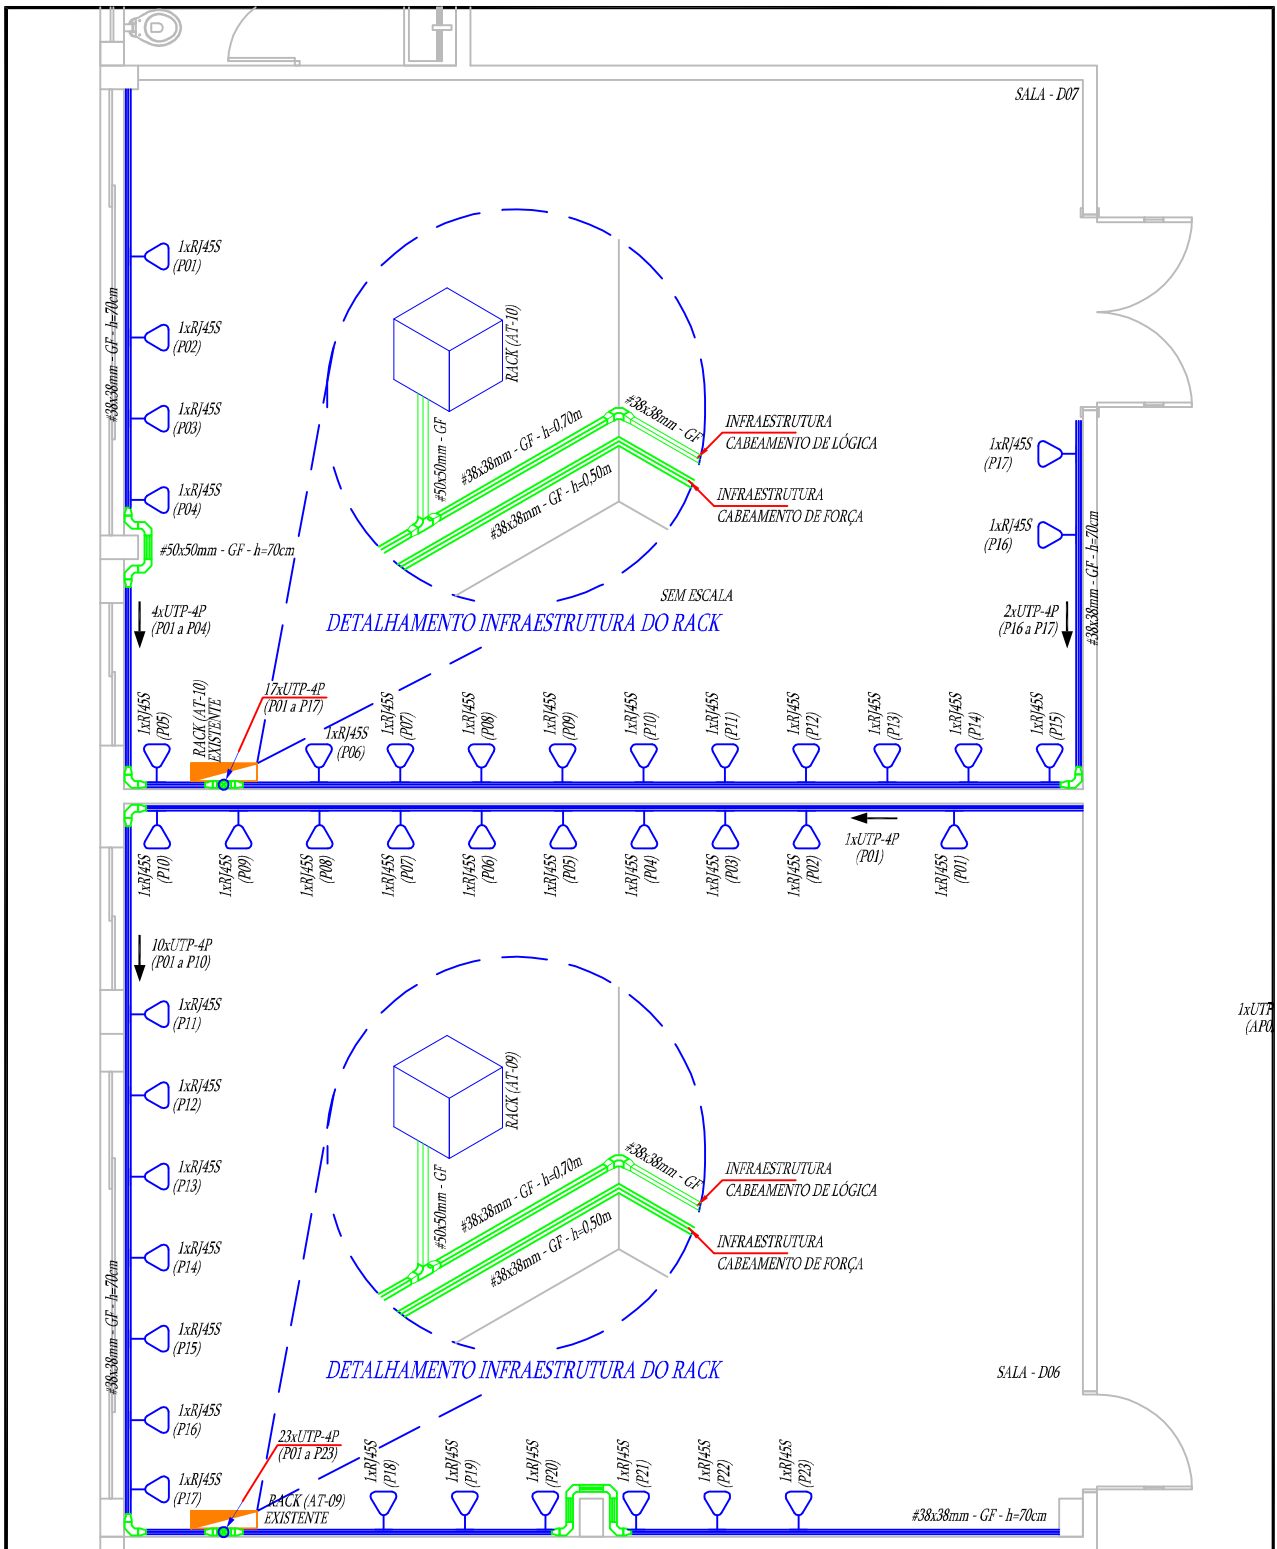 SALA - D07
1xRJ45S
(P01)
#38x38mm - GF - h=70cm
1xRJ45S
(P02)
1xRJ45S
(P03)
1xRJ45S
(P04)
#50x50mm - GF - h=70cm
4xUTP-4P
(P01 a P04)
RACK (AT-10)
#50x50mm - GF
#38x38mm - GF - h=0,70m
#38x38mm - GF
#38x38mm - GF - h=0,50m
INFRAESTRUTURA
CABEAMENTO DE LÓGICA
INFRAESTRUTURA
CABEAMENTO DE FORÇA
SEM ESCALA
DETALHAMENTO INFRAESTRUTURA DO RACK
1xRJ45S
(P17)
1xRJ45S
(P16)
#38x38mm - GF - h=70cm
2xUTP-4P
(P16 a P17)
17xUTP-4P
(P01 a P17)
RACK (AT-10)
EXISTENTE
1xRJ45S
(P05)
1xRJ45S
(P06)
1xRJ45S
(P07)
1xRJ45S
(P08)
1xRJ45S
(P09)
1xRJ45S
(P10)
1xRJ45S
(P11)
1xRJ45S
(P12)
1xRJ45S
(P13)
1xRJ45S
(P14)
1xRJ45S
(P15)
1xRJ45S
(P10)
1xRJ45S
(P09)
1xRJ45S
(P08)
1xRJ45S
(P07)
1xRJ45S
(P06)
1xRJ45S
(P05)
1xRJ45S
(P04)
1xRJ45S
(P03)
1xRJ45S
(P02)
1xUTP-4P
(P01)
1xRJ45S
(P01)
10xUTP-4P
(P01 a P10)
1xRJ45S
(P11)
1xRJ45S
(P12)
1xRJ45S
(P13)
1xRJ45S
(P14)
1xRJ45S
(P15)
1xRJ45S
(P16)
1xRJ45S
(P17)
#38x38mm - GF - h=70cm
1xUTP
(AP0
RACK (AT-09)
#50x50mm - GF
#38x38mm - GF - h=0,70m
#38x38mm - GF
#38x38mm - GF - h=0,50m
INFRAESTRUTURA
CABEAMENTO DE LÓGICA
INFRAESTRUTURA
CABEAMENTO DE FORÇA
DETALHAMENTO INFRAESTRUTURA DO RACK
SALA - D06
23xUTP-4P
(P01 a P23)
RACK (AT-09)
EXISTENTE
1xRJ45S
(P18)
1xRJ45S
(P19)
1xRJ45S
(P20)
1xRJ45S
(P21)
1xRJ45S
(P22)
1xRJ45S
(P23)
#38x38mm - GF - h=70cm